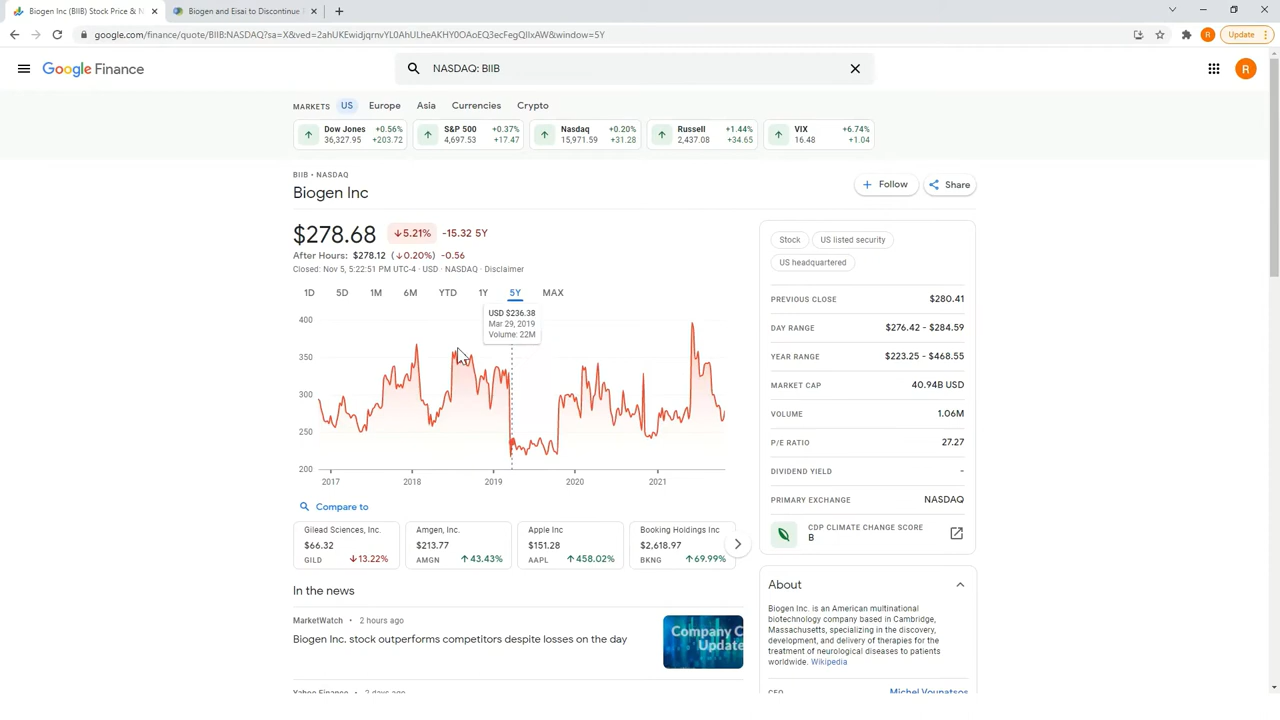 Biogen Inc (BIIB) Stock Price & N
Biogen and Eisai to Discontinue
google.com/finance/quote/BIIB:NASDAQ?sa=X&ved=2ahUKEwidjqrnvYL0AhULheAKHY0OAoEQ3ecFegQIIxAW&window=5Y
R
Update
Google Finance
NASDAQ: BIIB
R
MARKETS US Europe Asia Currencies Crypto
Dow Jones +0.56%
36,327.95 +203.72
S&P 500 +0.37%
4,697.53 +17.47
Nasdaq +0.20%
15,971.59 +31.28
Russell +1.44%
2,437.08 +34.65
VIX +6.74%
16.48 +1.04
BIIB • NASDAQ
Biogen Inc
Follow
Share
$278.68 5.21% -15.32 5Y
After Hours: $278.12 (↓0.20%) -0.56
Closed: Nov 5, 5:22:51 PM UTC-4 · USD · NASDAQ · Disclaimer
1D 5D 1M 6M YTD 1Y 5Y MAX
USD $236.38
Mar 29, 2019
Volume: 22M
400
350
300
250
200
2017 2018 2019 2020 2021
Compare to
Gilead Sciences, Inc.
$66.32
GILD ↓13.22%
Amgen, Inc.
$213.77
AMGN ↑43.43%
Apple Inc
$151.28
AAPL ↑458.02%
Booking Holdings Inc
$2,618.97
BKNG ↑69.99%
In the news
MarketWatch • 2 hours ago
Biogen Inc. stock outperforms competitors despite losses on the day
Company C
Update
Yahoo Finance • 2 days ago
Stock US listed security
US headquartered
PREVIOUS CLOSE $280.41
DAY RANGE $276.42 - $284.59
YEAR RANGE $223.25 - $468.55
MARKET CAP 40.94B USD
VOLUME 1.06M
P/E RATIO 27.27
DIVIDEND YIELD -
PRIMARY EXCHANGE NASDAQ
CDP CLIMATE CHANGE SCORE
B
About
Biogen Inc. is an American multinational
biotechnology company based in Cambridge,
Massachusetts, specializing in the discovery,
development, and delivery of therapies for the
treatment of neurological diseases to patients
worldwide. Wikipedia
CEO Michel Vounatsos